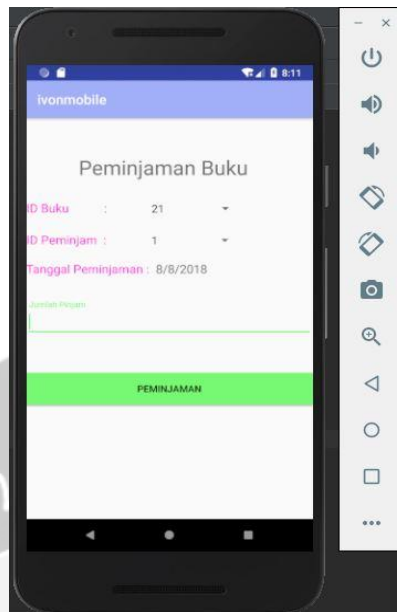 8:11
ivonmobile
Peminjaman Buku
ID Buku : 21
ID Peminjam : 1
Tanggal Peminjaman : 8/8/2018
Jumlah Pinjam
PEMINJAMAN